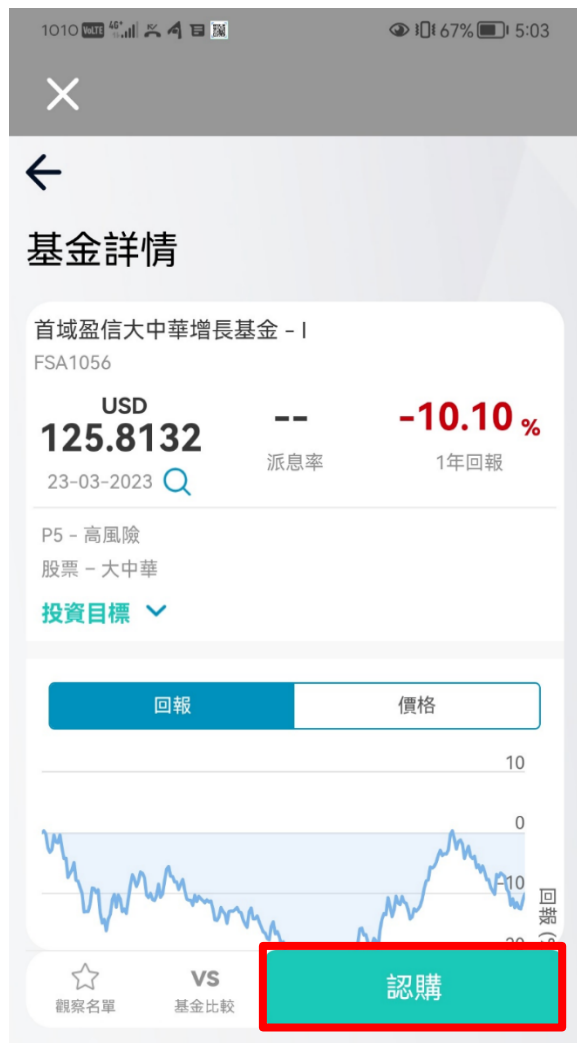 1010 VoLTE 4G+ 67% 5:03
基金詳情
首域盈信大中華增長基金 – I
FSA1056
USD
125.8132
23-03-2023
--
派息率
-10.10 %
1年回報
P5 – 高風險
股票 – 大中華
投資目標
回報
價格
10
0
-10
回報
觀察名單
VS
基金比較
認購